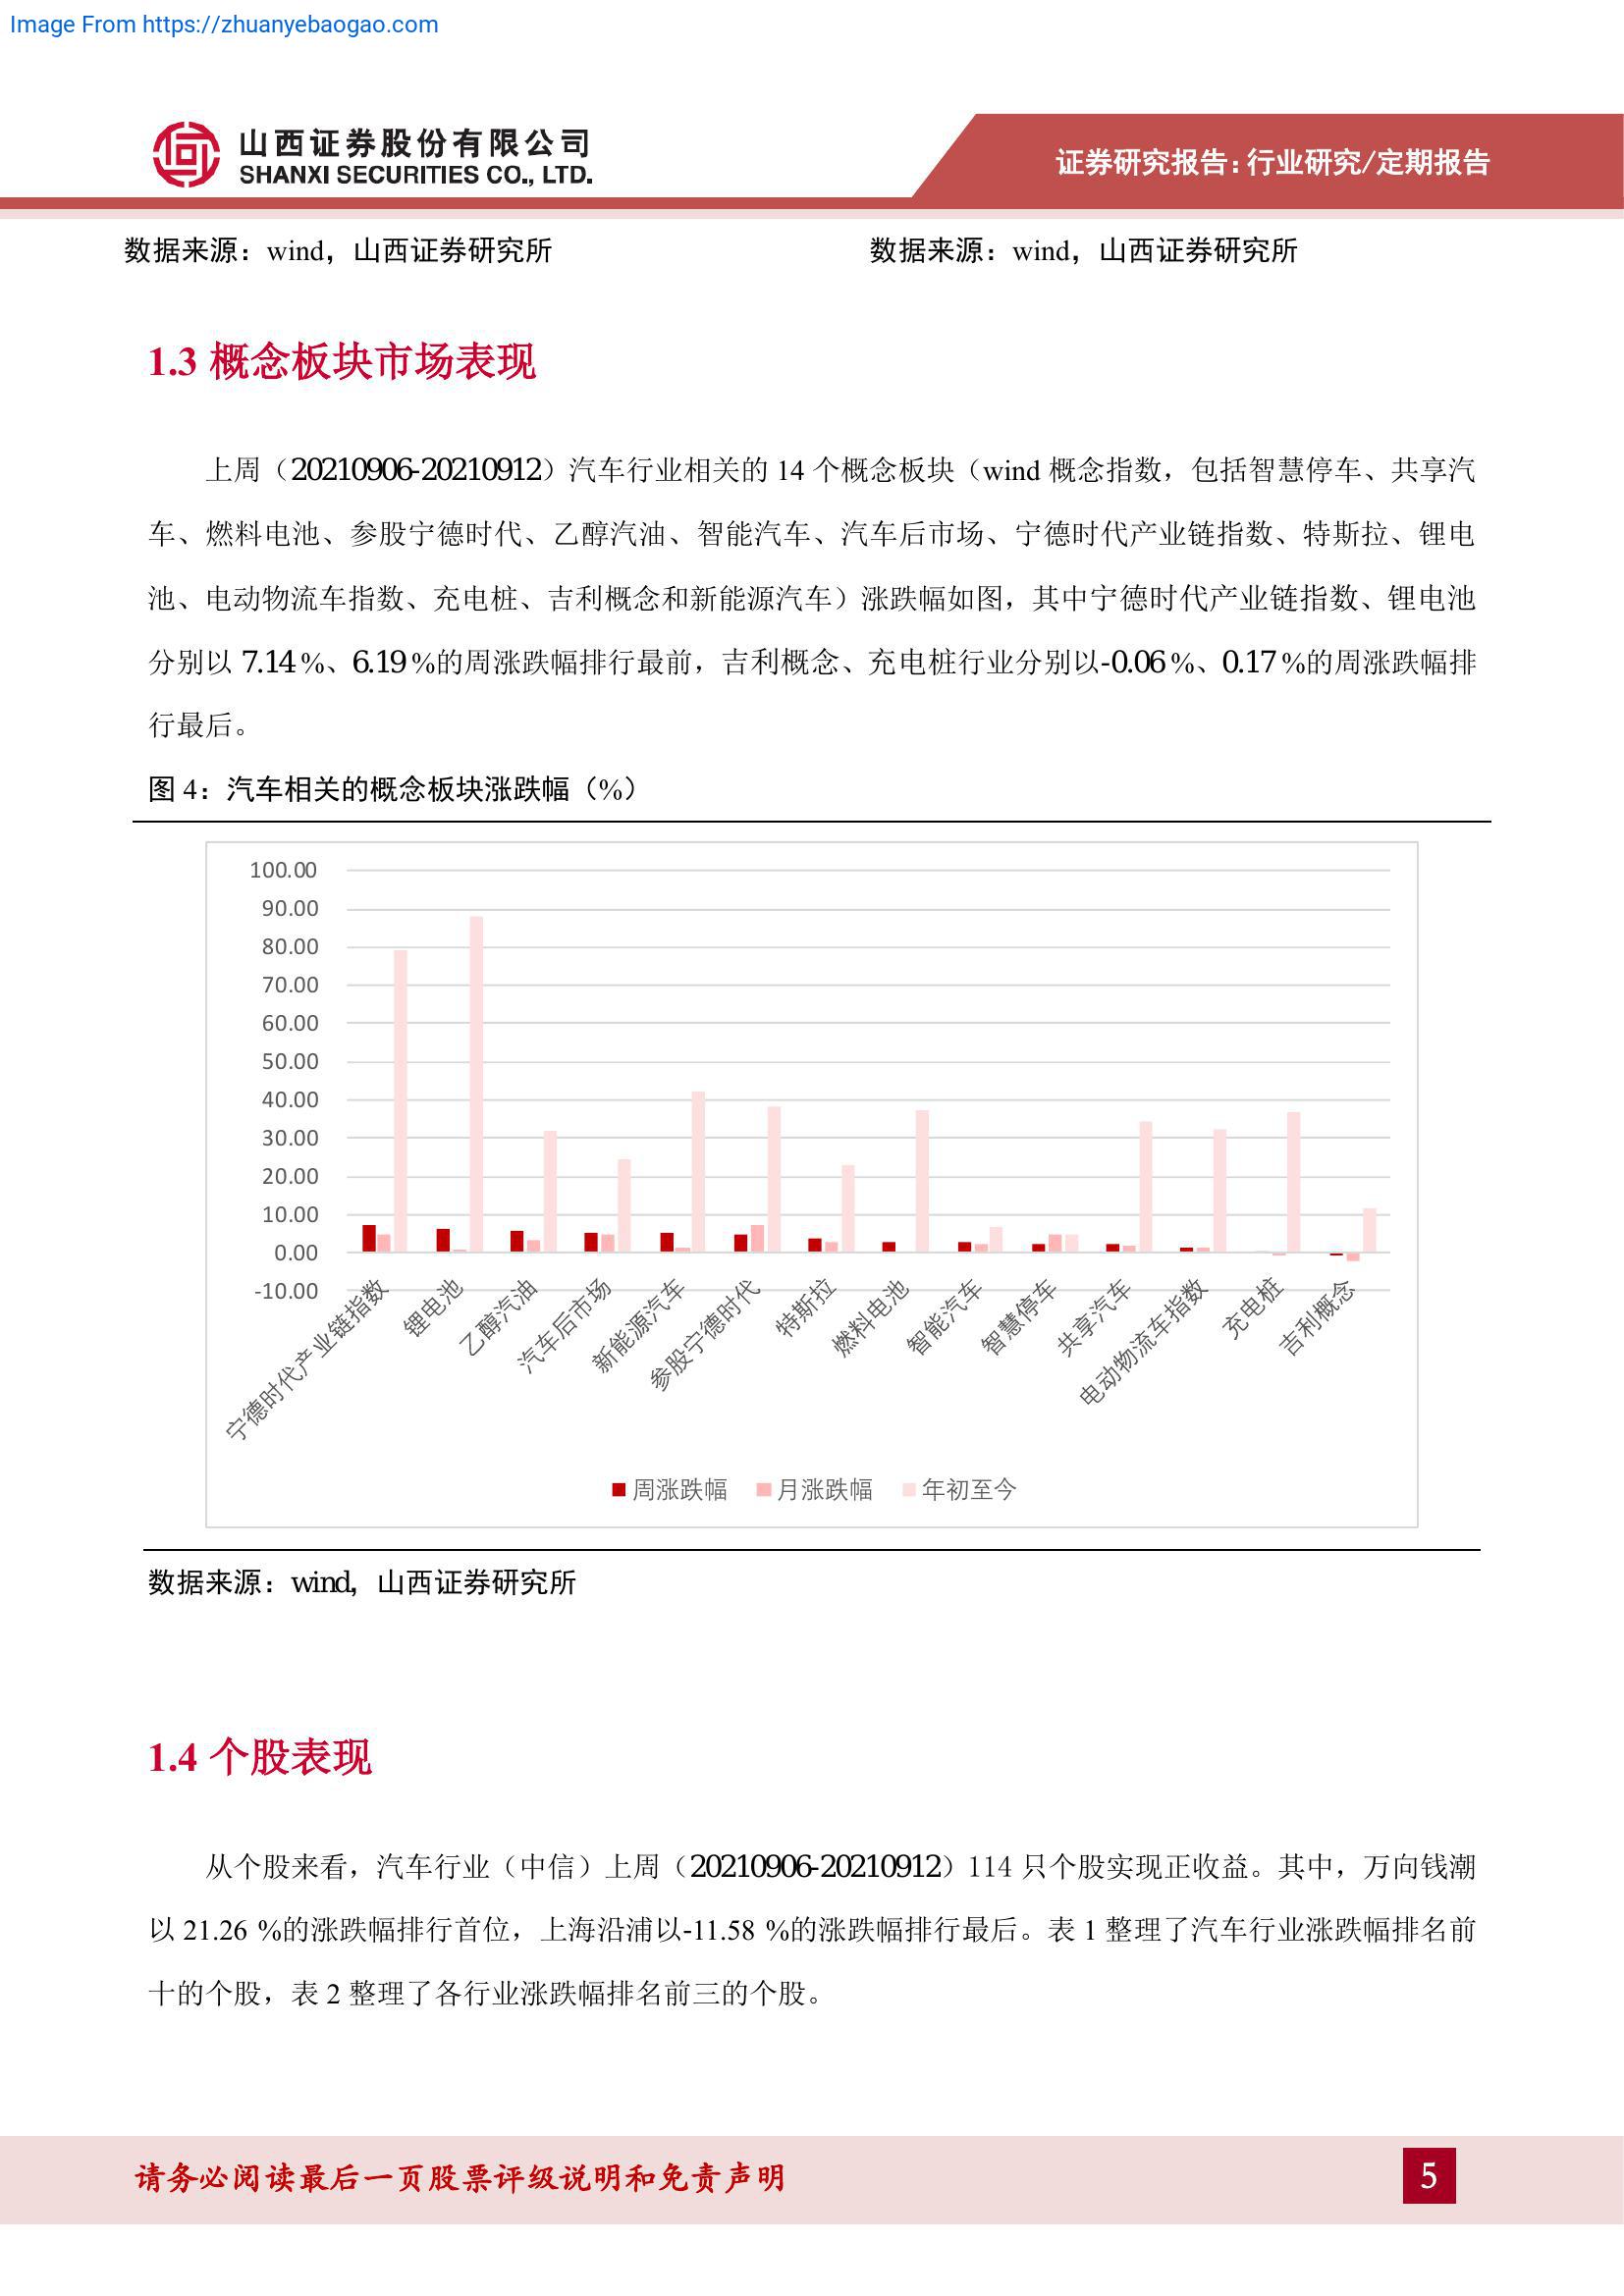 Image From https://zhuanyebaogao.com
山西证券股份有限公司
SHANXI SECURITIES CO., LTD.
证券研究报告：行业研究/定期报告
数据来源：wind，山西证券研究所
数据来源：wind，山西证券研究所
1.3 概念板块市场表现
上周（20210906-20210912）汽车行业相关的 14 个概念板块（wind 概念指数，包括智慧停车、共享汽
车、燃料电池、参股宁德时代、乙醇汽油、智能汽车、汽车后市场、宁德时代产业链指数、特斯拉、锂电
池、电动物流车指数、充电桩、吉利概念和新能源汽车）涨跌幅如图，其中宁德时代产业链指数、锂电池
分别以 7.14 %、6.19 %的周涨跌幅排行最前，吉利概念、充电桩行业分别以-0.06 %、0.17 %的周涨跌幅排
行最后。
图 4：汽车相关的概念板块涨跌幅（%）
100.00
90.00
80.00
70.00
60.00
50.00
40.00
30.00
20.00
10.00
0.00
-10.00
宁德时代产业链指数
锂电池
乙醇汽油
汽车后市场
新能源汽车
参股宁德时代
特斯拉
燃料电池
智能汽车
智慧停车
共享汽车
电动物流车指数
充电桩
吉利概念
周涨跌幅 月涨跌幅 年初至今
数据来源：wind，山西证券研究所
1.4 个股表现
从个股来看，汽车行业（中信）上周（20210906-20210912）114 只个股实现正收益。其中，万向钱潮
以 21.26 %的涨跌幅排行首位，上海沿浦以-11.58 %的涨跌幅排行最后。表 1 整理了汽车行业涨跌幅排名前
十的个股，表 2 整理了各行业涨跌幅排名前三的个股。
请务必阅读最后一页股票评级说明和免责声明
5